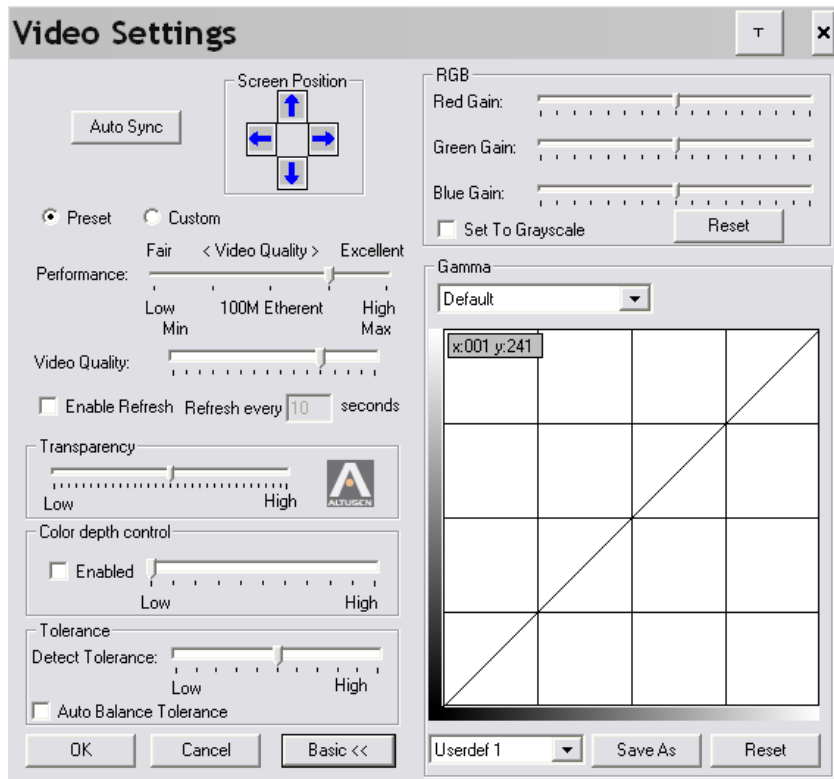 Video Settings
T
x
Screen Position
Auto Sync
Preset
Custom
Fair < Video Quality > Excellent
Performance:
Low 100M Etherent High
Min Max
Video Quality:
Enable Refresh Refresh every 10 seconds
Transparency
Low High
ALTUSEN
Color depth control
Enabled
Low High
Tolerance
Detect Tolerance:
Low High
Auto Balance Tolerance
OK
Cancel
Basic <<
RGB
Red Gain:
Green Gain:
Blue Gain:
Set To Grayscale
Reset
Gamma
Default
x:001 y:241
Userdef 1
Save As
Reset